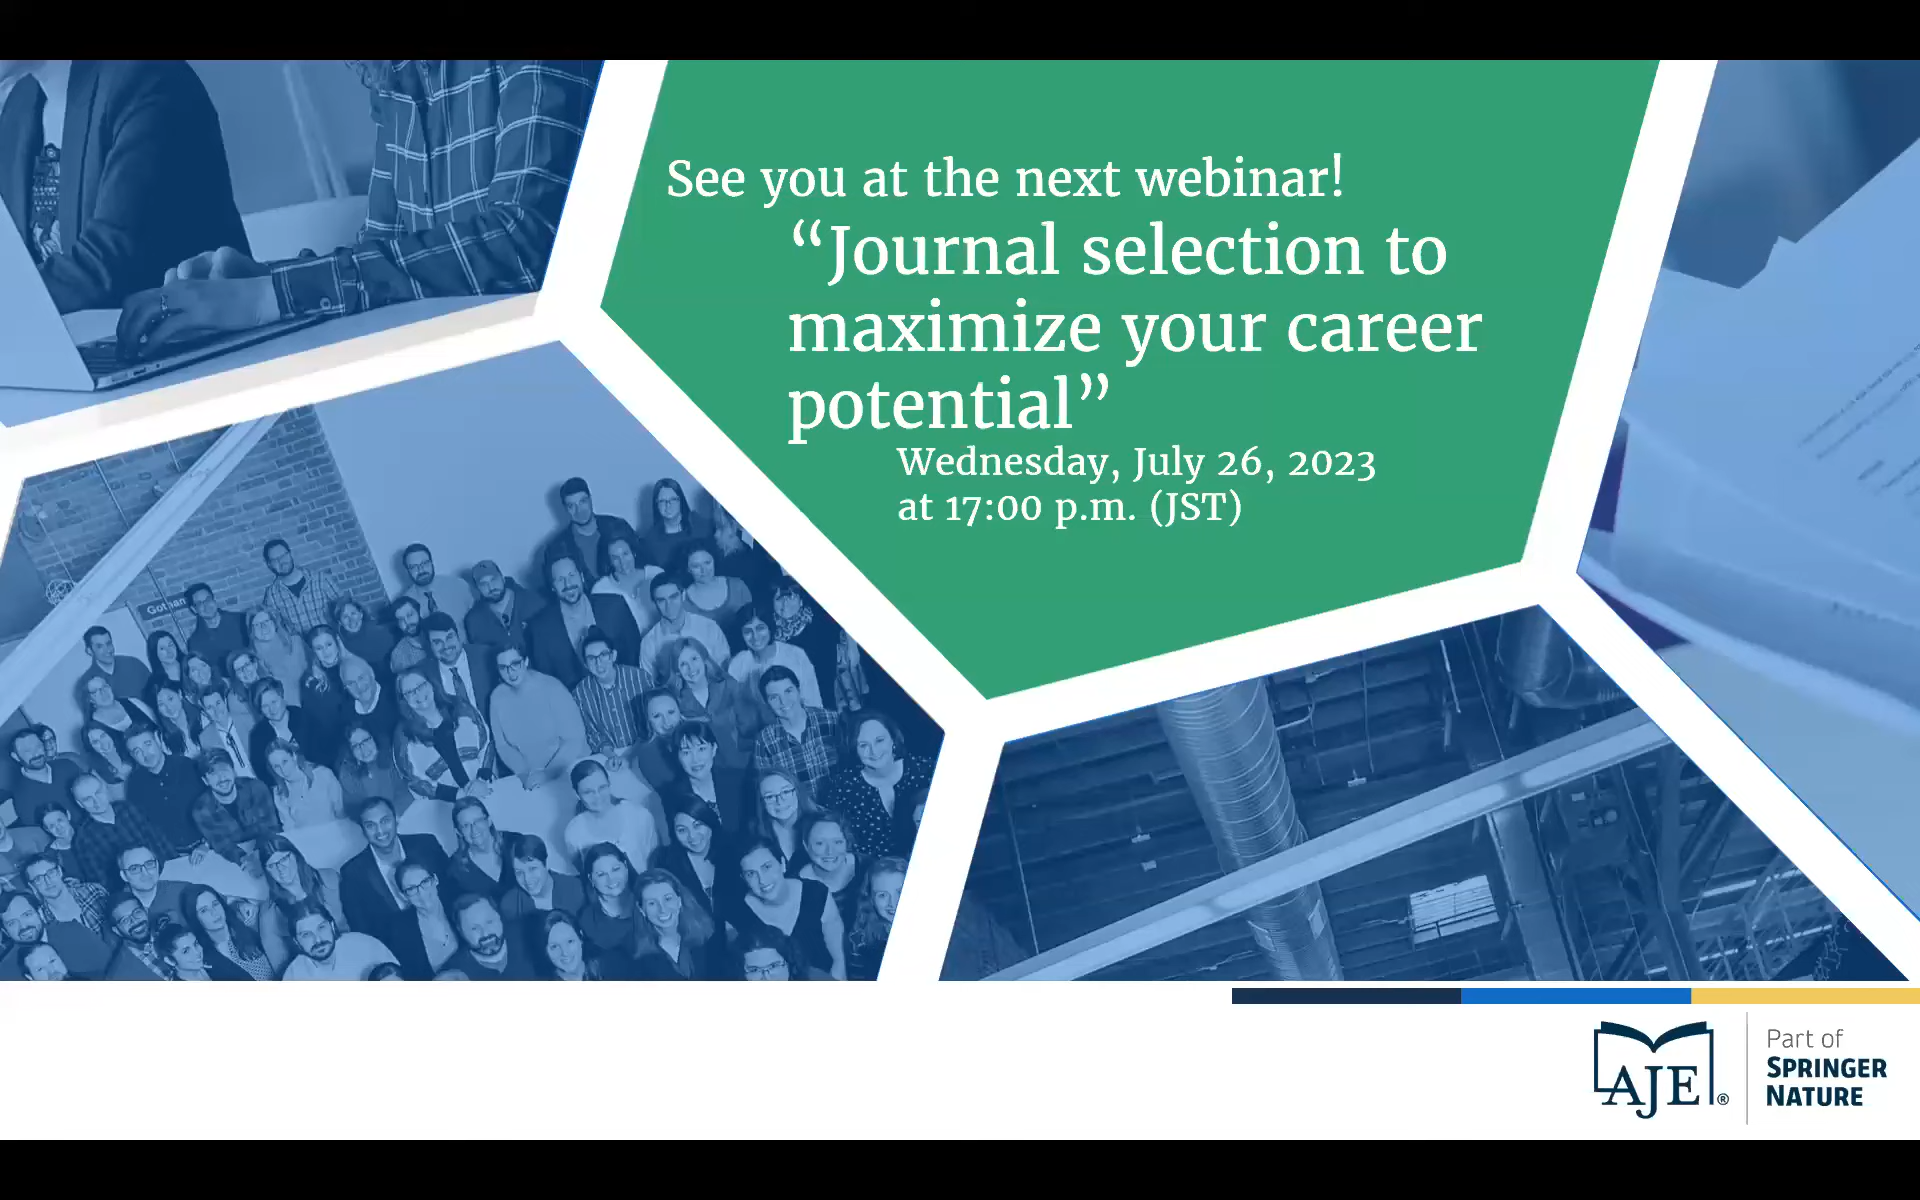 See you at the next webinar!
“Journal selection to
maximize your career
potential”
Wednesday, July 26, 2023
at 17:00 p.m. (JST)
AJE®
Part of
SPRINGER
NATURE